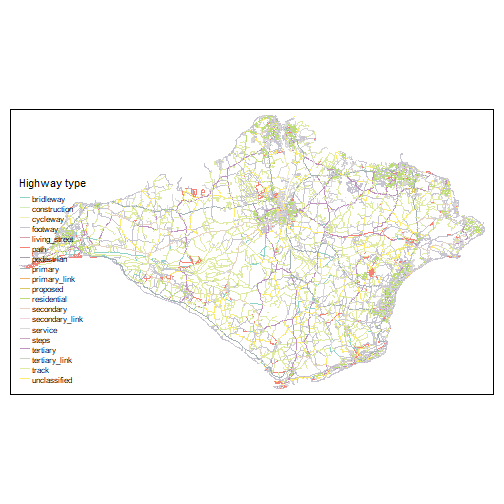 Highway type
bridleway
construction
cycleway
footway
living_street
path
pedestrian
primary
primary_link
proposed
residential
secondary
secondary_link
service
steps
tertiary
tertiary_link
track
unclassified